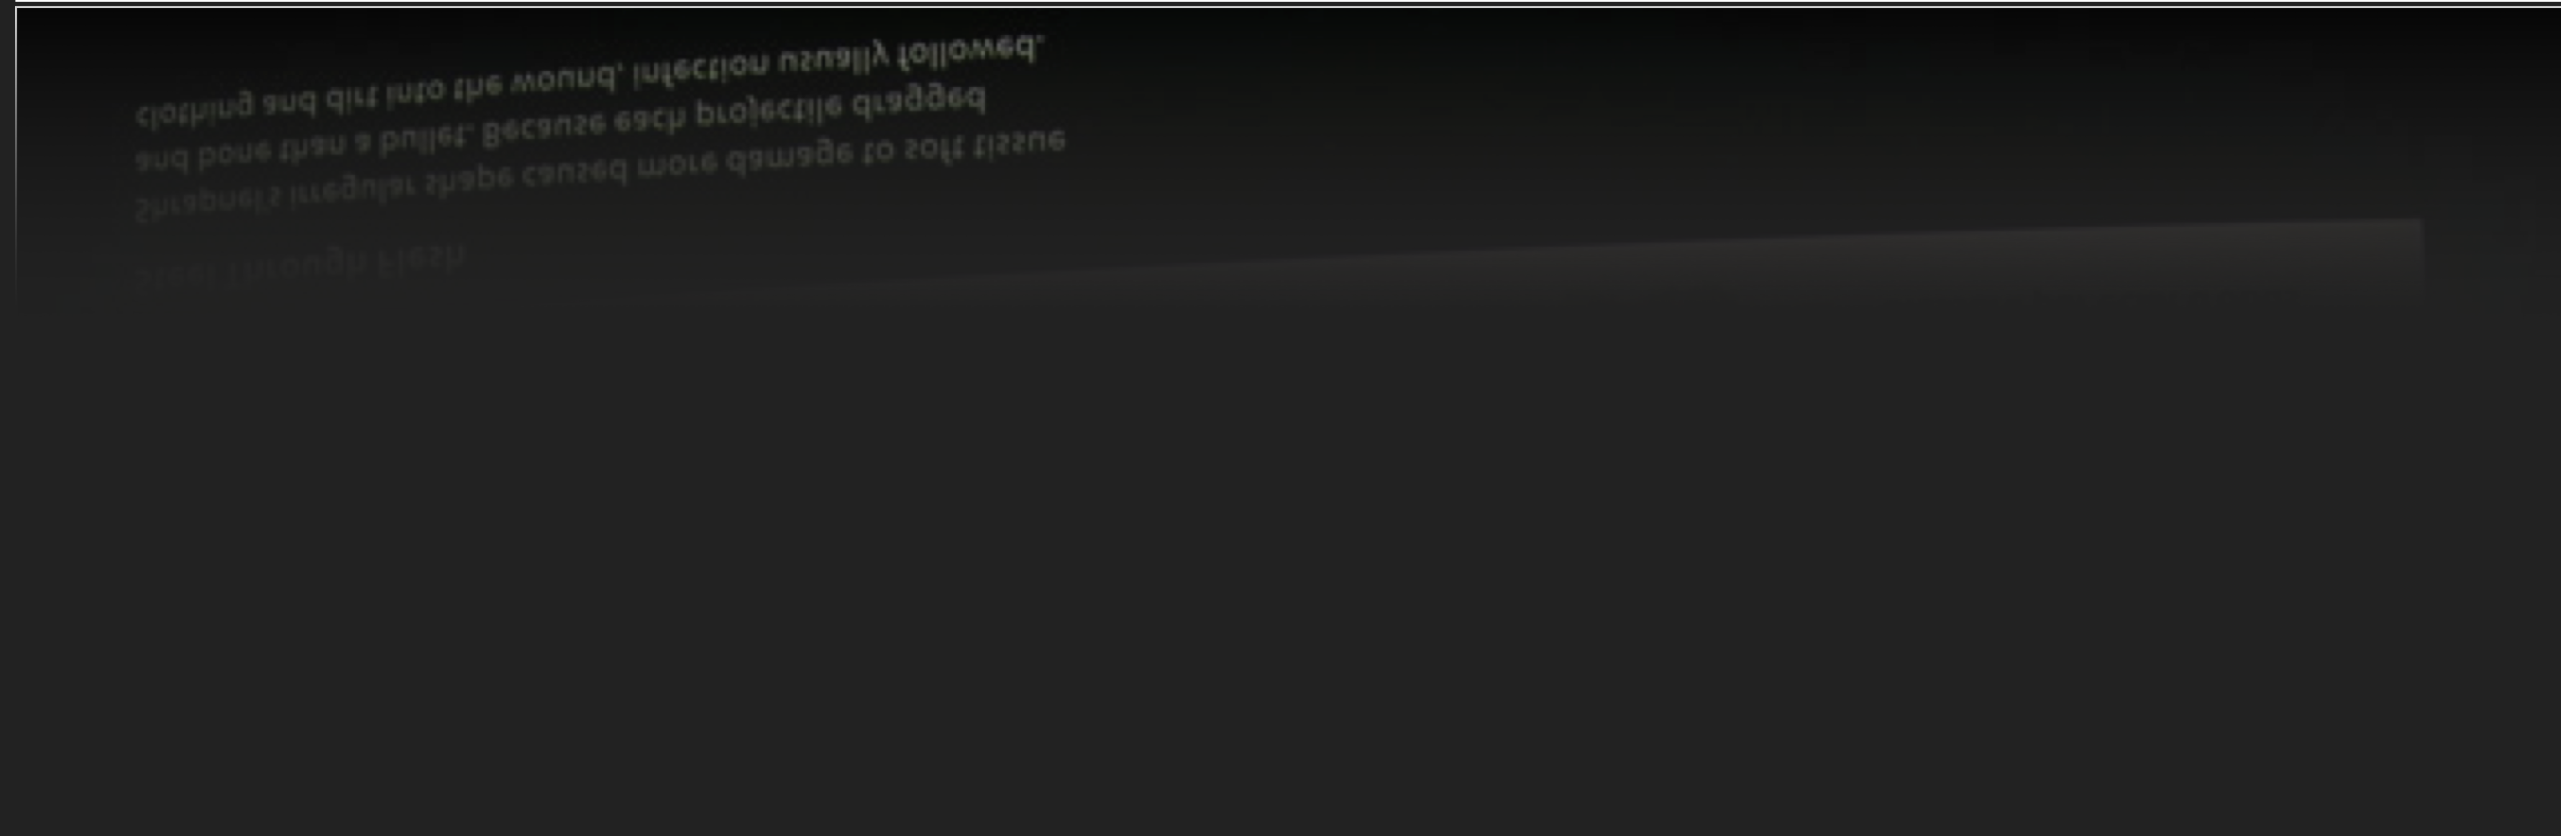 Steel Through Flesh
Shrapnel's irregular shape caused more damage to soft tissue
and bone than a bullet. Because each projectile dragged
clothing and dirt into the wound, infection usually followed.